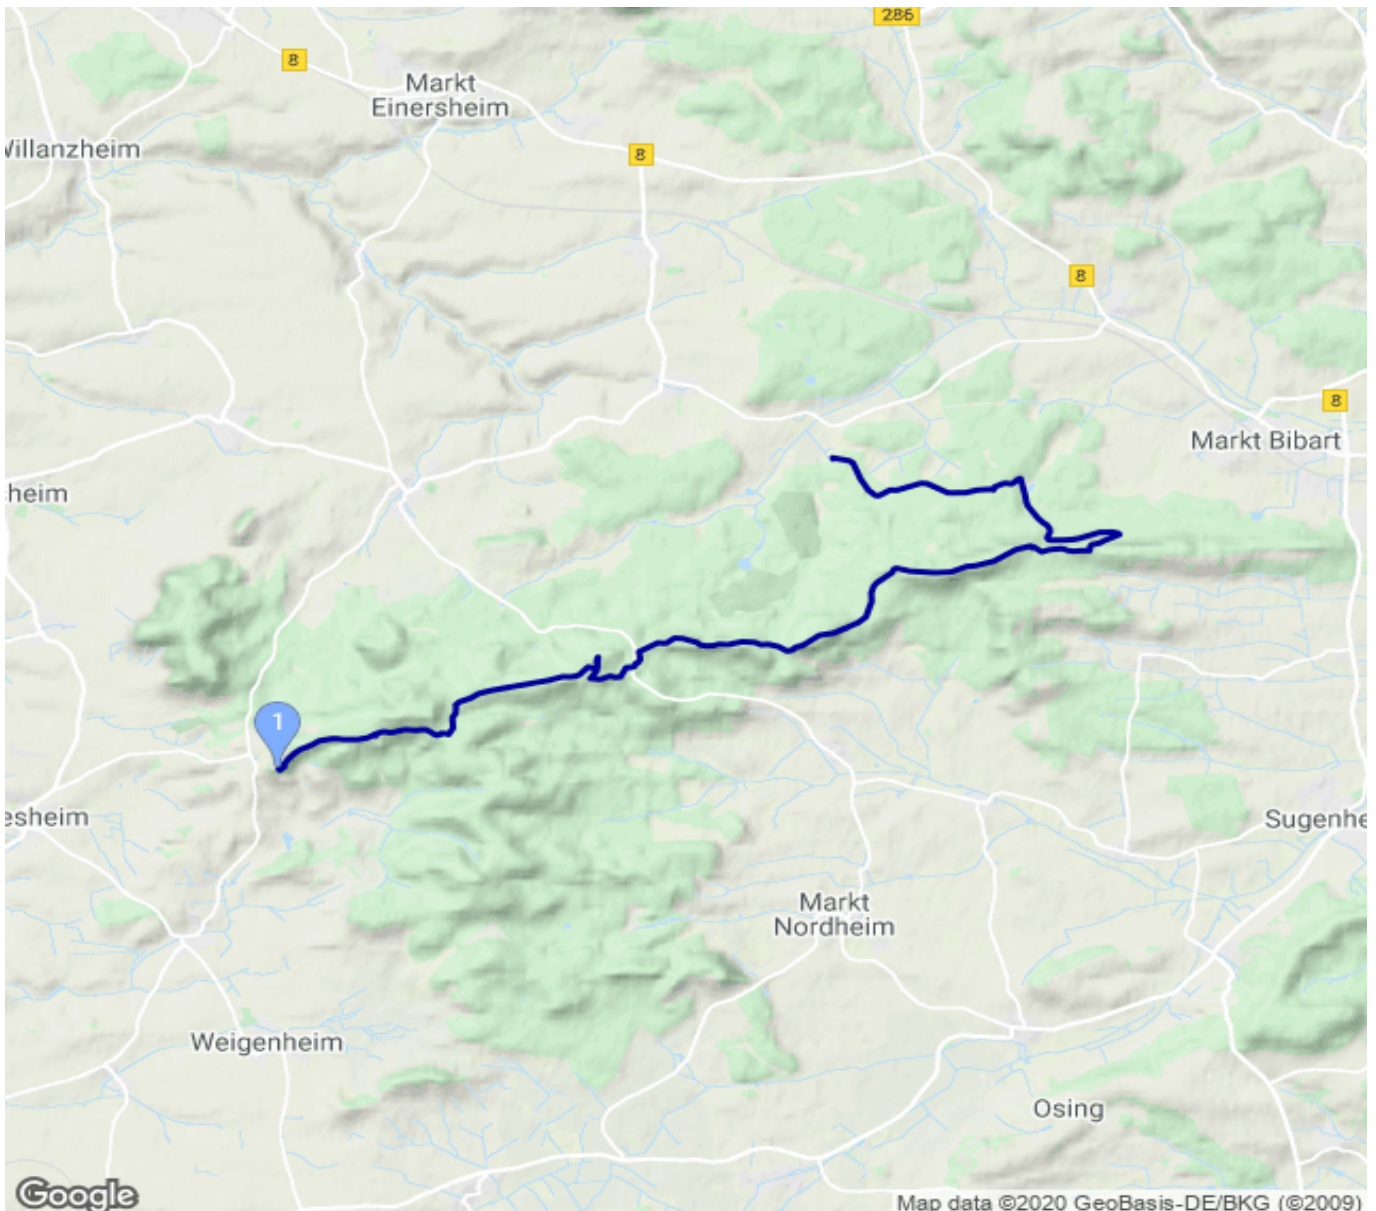 286
8
Markt
Einersheim
Willanzheim
8
8
8
Markt Bibart
heim
1
esheim
Sugenhe
Markt
Nordheim
Weigenheim
Osing
Google
Map data ©2020 GeoBasis-DE/BKG (©2009)